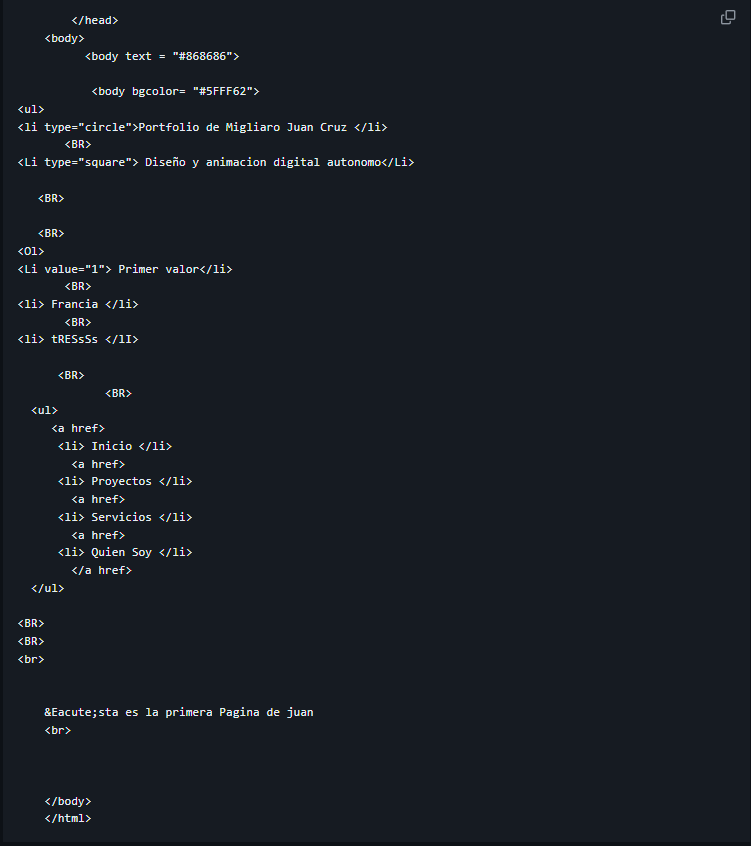 </head>
<body>
<body text = "#868686">
<body bgcolor= "#5FFF62">
<ul>
<li type="circle">Portfolio de Migliaro Juan Cruz </li>
<BR>
<Li type="square"> Diseño y animacion digital autonomo</Li>
<BR>
<BR>
<Ol>
<Li value="1"> Primer valor</li>
<BR>
<li> Francia </li>
<BR>
<li> tRESsSs </lI>
<BR>
<BR>
<ul>
<a href>
<li> Inicio </li>
<a href>
<li> Proyectos </li>
<a href>
<li> Servicios </li>
<a href>
<li> Quien Soy </li>
</a href>
</ul>
<BR>
<BR>
<br>
&Eacute;sta es la primera Pagina de juan
<br>
</body>
</html>